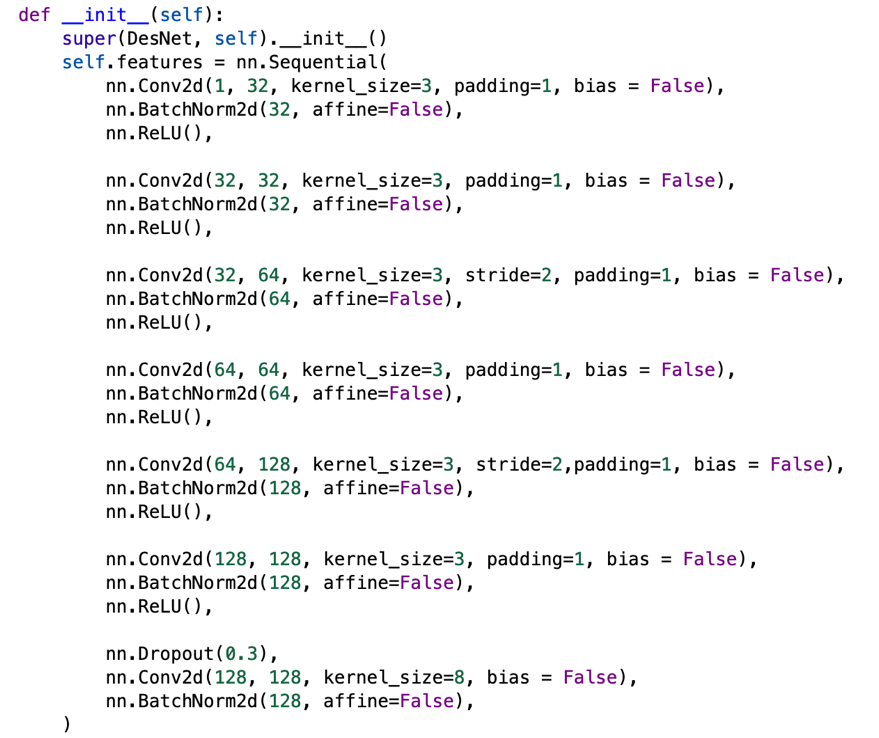 def __init__(self):
    super(DesNet, self).__init__()
    self.features = nn.Sequential(
        nn.Conv2d(1, 32, kernel_size=3, padding=1, bias = False),
        nn.BatchNorm2d(32, affine=False),
        nn.ReLU(),

        nn.Conv2d(32, 32, kernel_size=3, padding=1, bias = False),
        nn.BatchNorm2d(32, affine=False),
        nn.ReLU(),

        nn.Conv2d(32, 64, kernel_size=3, stride=2, padding=1, bias = False),
        nn.BatchNorm2d(64, affine=False),
        nn.ReLU(),

        nn.Conv2d(64, 64, kernel_size=3, padding=1, bias = False),
        nn.BatchNorm2d(64, affine=False),
        nn.ReLU(),

        nn.Conv2d(64, 128, kernel_size=3, stride=2,padding=1, bias = False),
        nn.BatchNorm2d(128, affine=False),
        nn.ReLU(),

        nn.Conv2d(128, 128, kernel_size=3, padding=1, bias = False),
        nn.BatchNorm2d(128, affine=False),
        nn.ReLU(),

        nn.Dropout(0.3),
        nn.Conv2d(128, 128, kernel_size=8, bias = False),
        nn.BatchNorm2d(128, affine=False),
    )